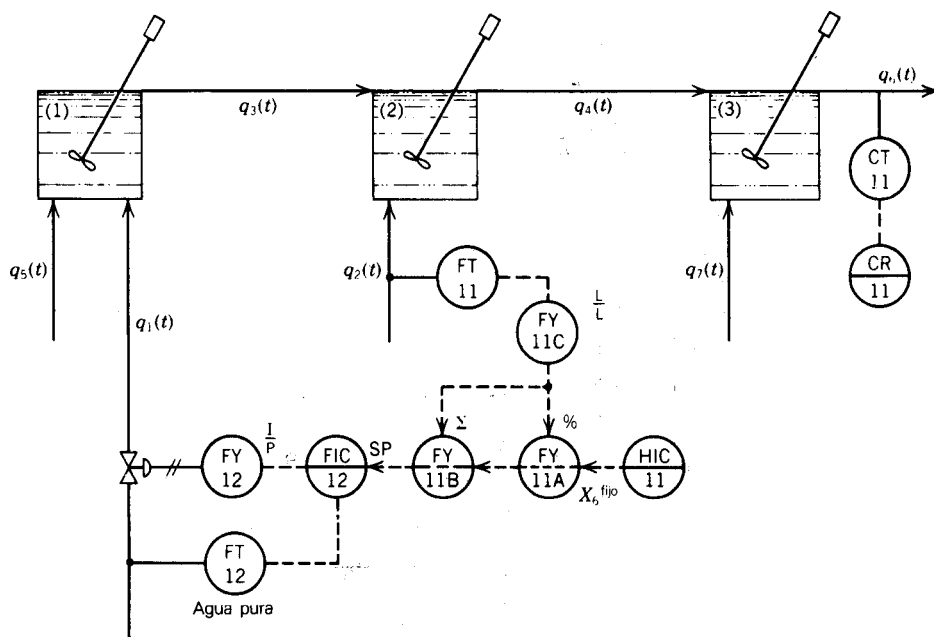 (1)
(2)
(3)
q₃(t)
q₄(t)
CT
11
CR
11
q₅(t)
q₁(t)
q₂(t)
FT
11
L
L
FY
11C
q₇(t)
Σ
%
I
P
SP
FY
12
FIC
12
FY
11B
FY
11A
HIC
11
X₆ fijo
FT
12
Agua pura